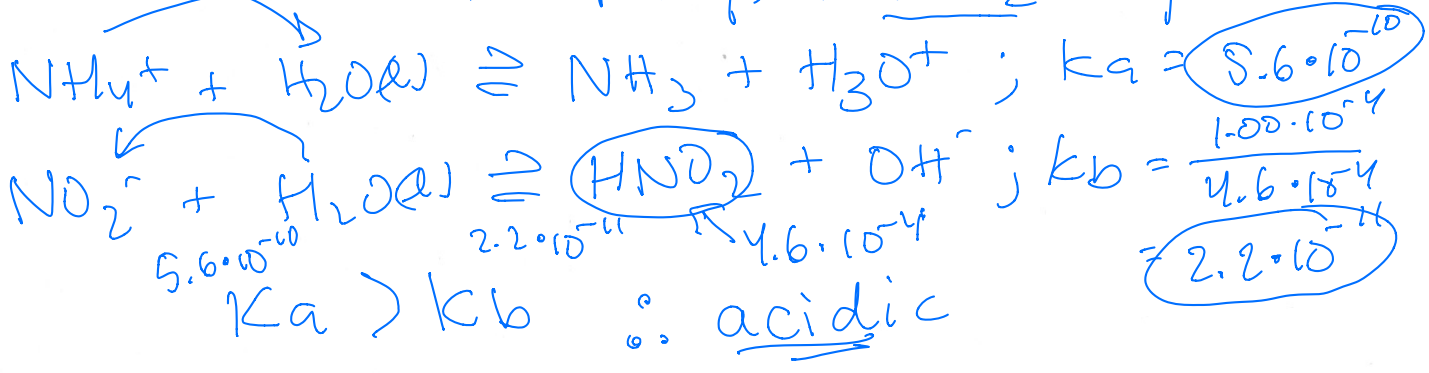 NH₄⁺ + H₂O(l) ⇌ NH₃ + H₃O⁺ ; ka = 5.6·10⁻¹⁰
NO₂⁻ + H₂O(l) ⇌ HNO₂ + OH⁻ ; kb = 1.00·10⁻⁴ / 4.6·10⁻⁴
5.6·10⁻¹⁰ 2.2·10⁻¹¹ 4.6·10⁻⁴ = 2.2·10⁻¹¹
Ka > Kb ∴ acidic